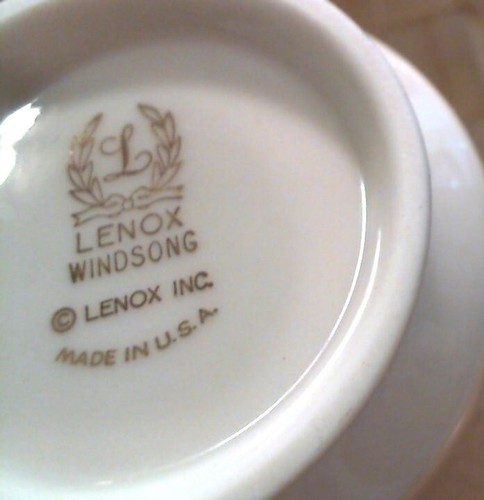 L
LENOX
WINDSONG
© LENOX INC.
MADE IN U.S.A.